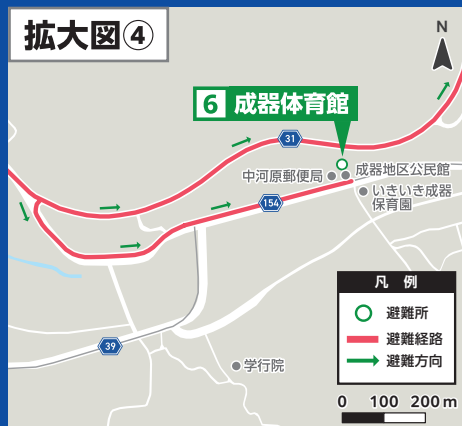 拡大図④
N
6 成器体育館
31
中河原郵便局
成器地区公民館
いきいき成器
保育園
154
39
学行院
凡 例
避難所
避難経路
避難方向
0 100 200 m